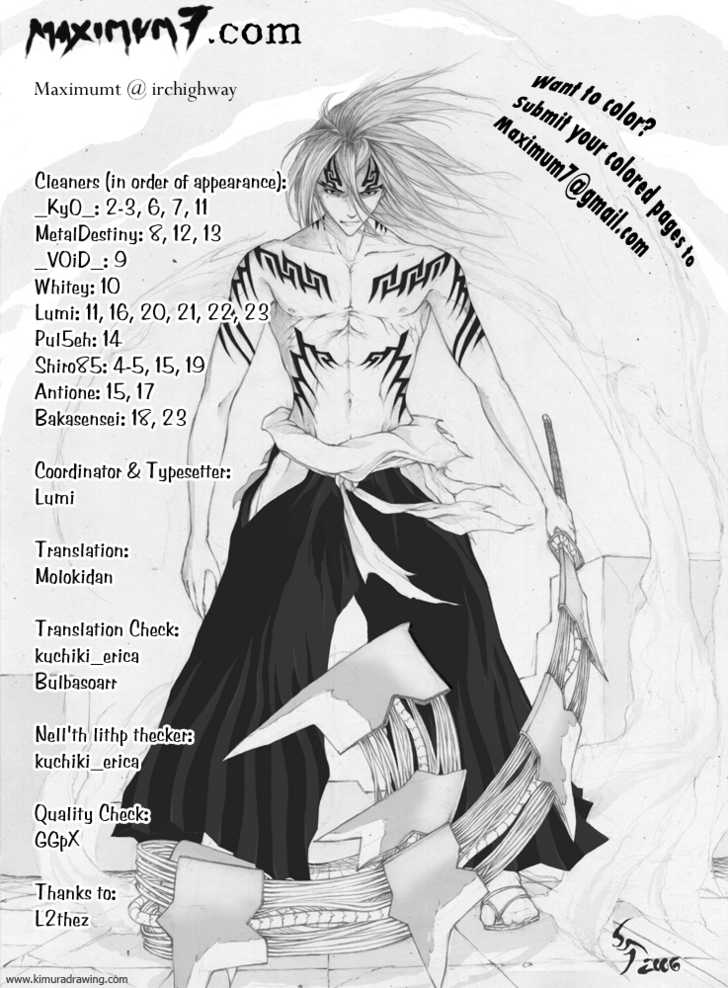 Maximum7.com
Maximumt @ irchighway
Want to color?
Submit your colored pages to
Maximum7@gmail.com
Cleaners (in order of appearance):
_KyO_: 2-3, 6, 7, 11
MetalDestiny: 8, 12, 13
_VOiD_: 9
Whitey: 10
Lumi: 11, 16, 20, 21, 22, 23
Pul5eh: 14
Shiro85: 4-5, 15, 19
Antione: 15, 17
Bakasensei: 18, 23
Coordinator & Typesetter:
Lumi
Translation:
Molokidan
Translation Check:
kuchiki_erica
Bulbasoarr
Nell'th lithp thecker:
kuchiki_erica
Quality Check:
GGpX
Thanks to:
L2thez
2006
www.kimuradrawing.com